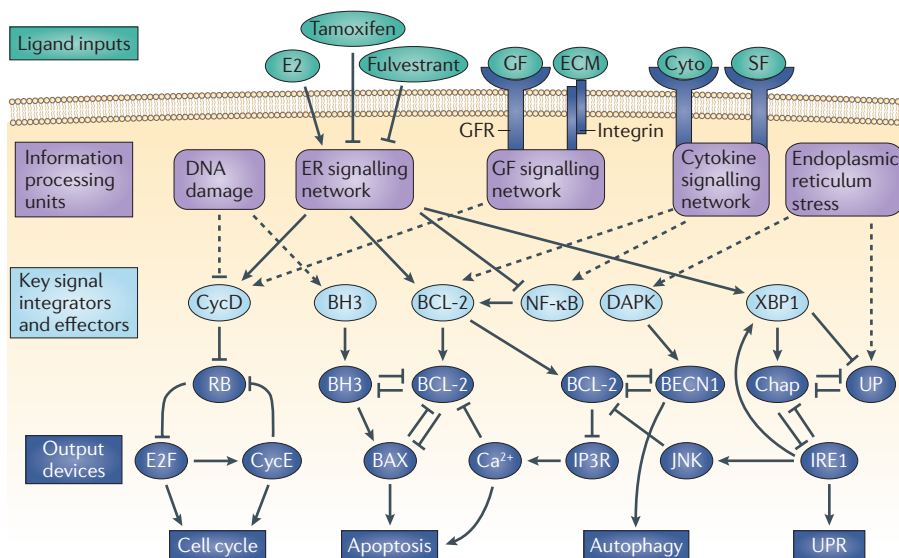 Ligand inputs
Tamoxifen
E2
Fulvestrant
GF
ECM
Cyto
SF
GFR
Integrin
Information
processing
units
DNA
damage
ER signalling
network
GF signalling
network
Cytokine
signalling
network
Endoplasmic
reticulum
stress
Key signal
integrators
and effectors
CycD
BH3
BCL-2
NF-κB
DAPK
XBP1
RB
BH3
BCL-2
BCL-2
BECN1
Chap
UP
Output
devices
E2F
CycE
BAX
Ca²⁺
IP3R
JNK
IRE1
Cell cycle
Apoptosis
Autophagy
UPR